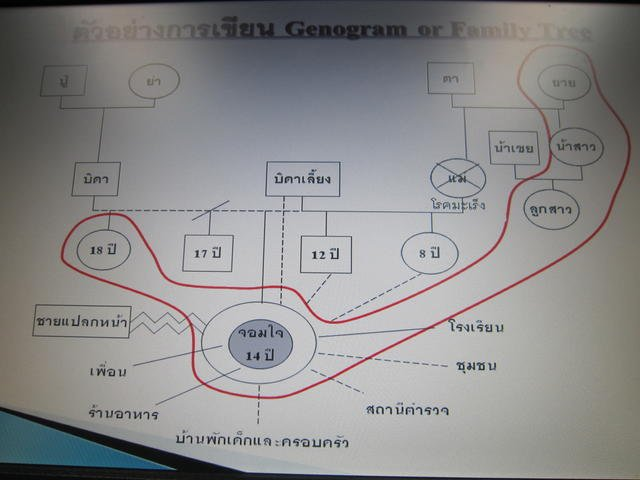 ตัวอย่างการเขียน Genogram or Family Tree
ปู่
ย่า
ตา
ยาย
น้าเขย
น้าสาว
บิดา
บิดาเลี้ยง
แม่
โรคมะเร็ง
ลูกสาว
18 ปี
17 ปี
12 ปี
8 ปี
ชายแปลกหน้า
จอมใจ
14 ปี
โรงเรียน
เพื่อน
ชุมชน
ร้านอาหาร
สถานีตำรวจ
บ้านพักเด็กและครอบครัว